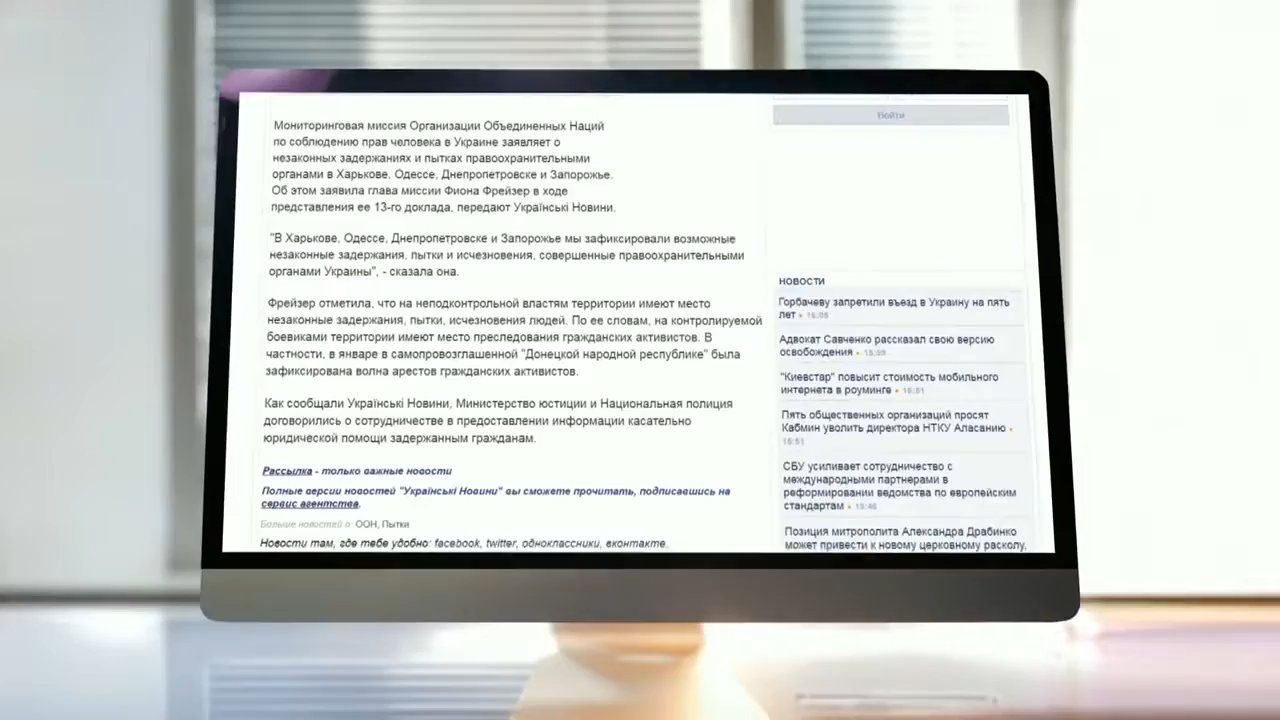 Мониторинговая миссия Организации Объединенных Наций
по соблюдению прав человека в Украине заявляет о
незаконных задержаниях и пытках правоохранительными
органами в Харькове, Одессе, Днепропетровске и Запорожье.
Об этом заявила глава миссии Фиона Фрейзер в ходе
представления ее 13-го доклада, передают Українські Новини.
"В Харькове, Одессе, Днепропетровске и Запорожье мы зафиксировали возможные
незаконные задержания, пытки и исчезновения, совершенные правоохранительными
органами Украины", - сказала она.
Фрейзер отметила, что на неподконтрольной властям территории имеют место
незаконные задержания, пытки, исчезновения людей. По ее словам, на контролируемой
боевиками территории имеют место преследования гражданских активистов. В
частности, в январе в самопровозглашенной "Донецкой народной республике" была
зафиксирована волна арестов гражданских активистов.
Как сообщали Українські Новини, Министерство юстиции и Национальная полиция
договорились о сотрудничестве в предоставлении информации касательно
юридической помощи задержанным гражданам.
Рассылка - только важные новости
Полные версии новостей "Українські Новини" вы сможете прочитать, подписавшись на
сервис агентства.
Больше новостей о ООН, Пытки
Новости там, где тебе удобно: facebook, twitter, одноклассники, вконтакте.
Войти
НОВОСТИ
Горбачеву запретили въезд в Украину на пять
лет
Адвокат Савченко рассказал свою версию
освобождения
"Киевстар" повысит стоимость мобильного
интернета в роуминге
Пять общественных организаций просят
Кабмин уволить директора НТКУ Аласанию
СБУ усиливает сотрудничество с
международными партнерами в
реформировании ведомства по европейским
стандартам
Позиция митрополита Александра Драбинко
может привести к новому церковному расколу,